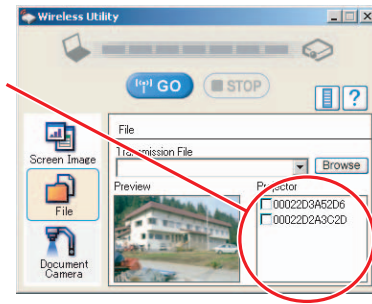 Wireless Utility
GO
STOP
?
File
Screen Image
Transmission File
Browse
File
Preview
Projector
00022D3A52D6
00022D2A3C2D
Document
Camera